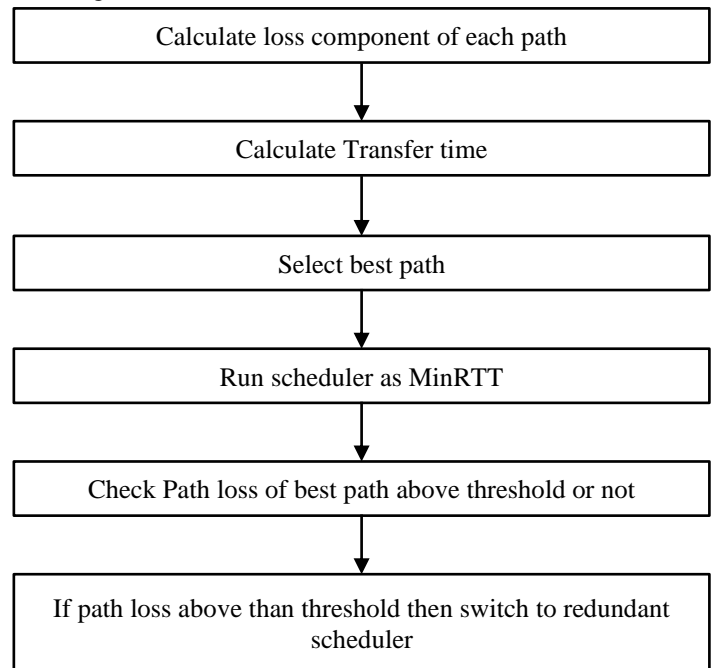 Calculate loss component of each path
Calculate Transfer time
Select best path
Run scheduler as MinRTT
Check Path loss of best path above threshold or not
If path loss above than threshold then switch to redundant
scheduler